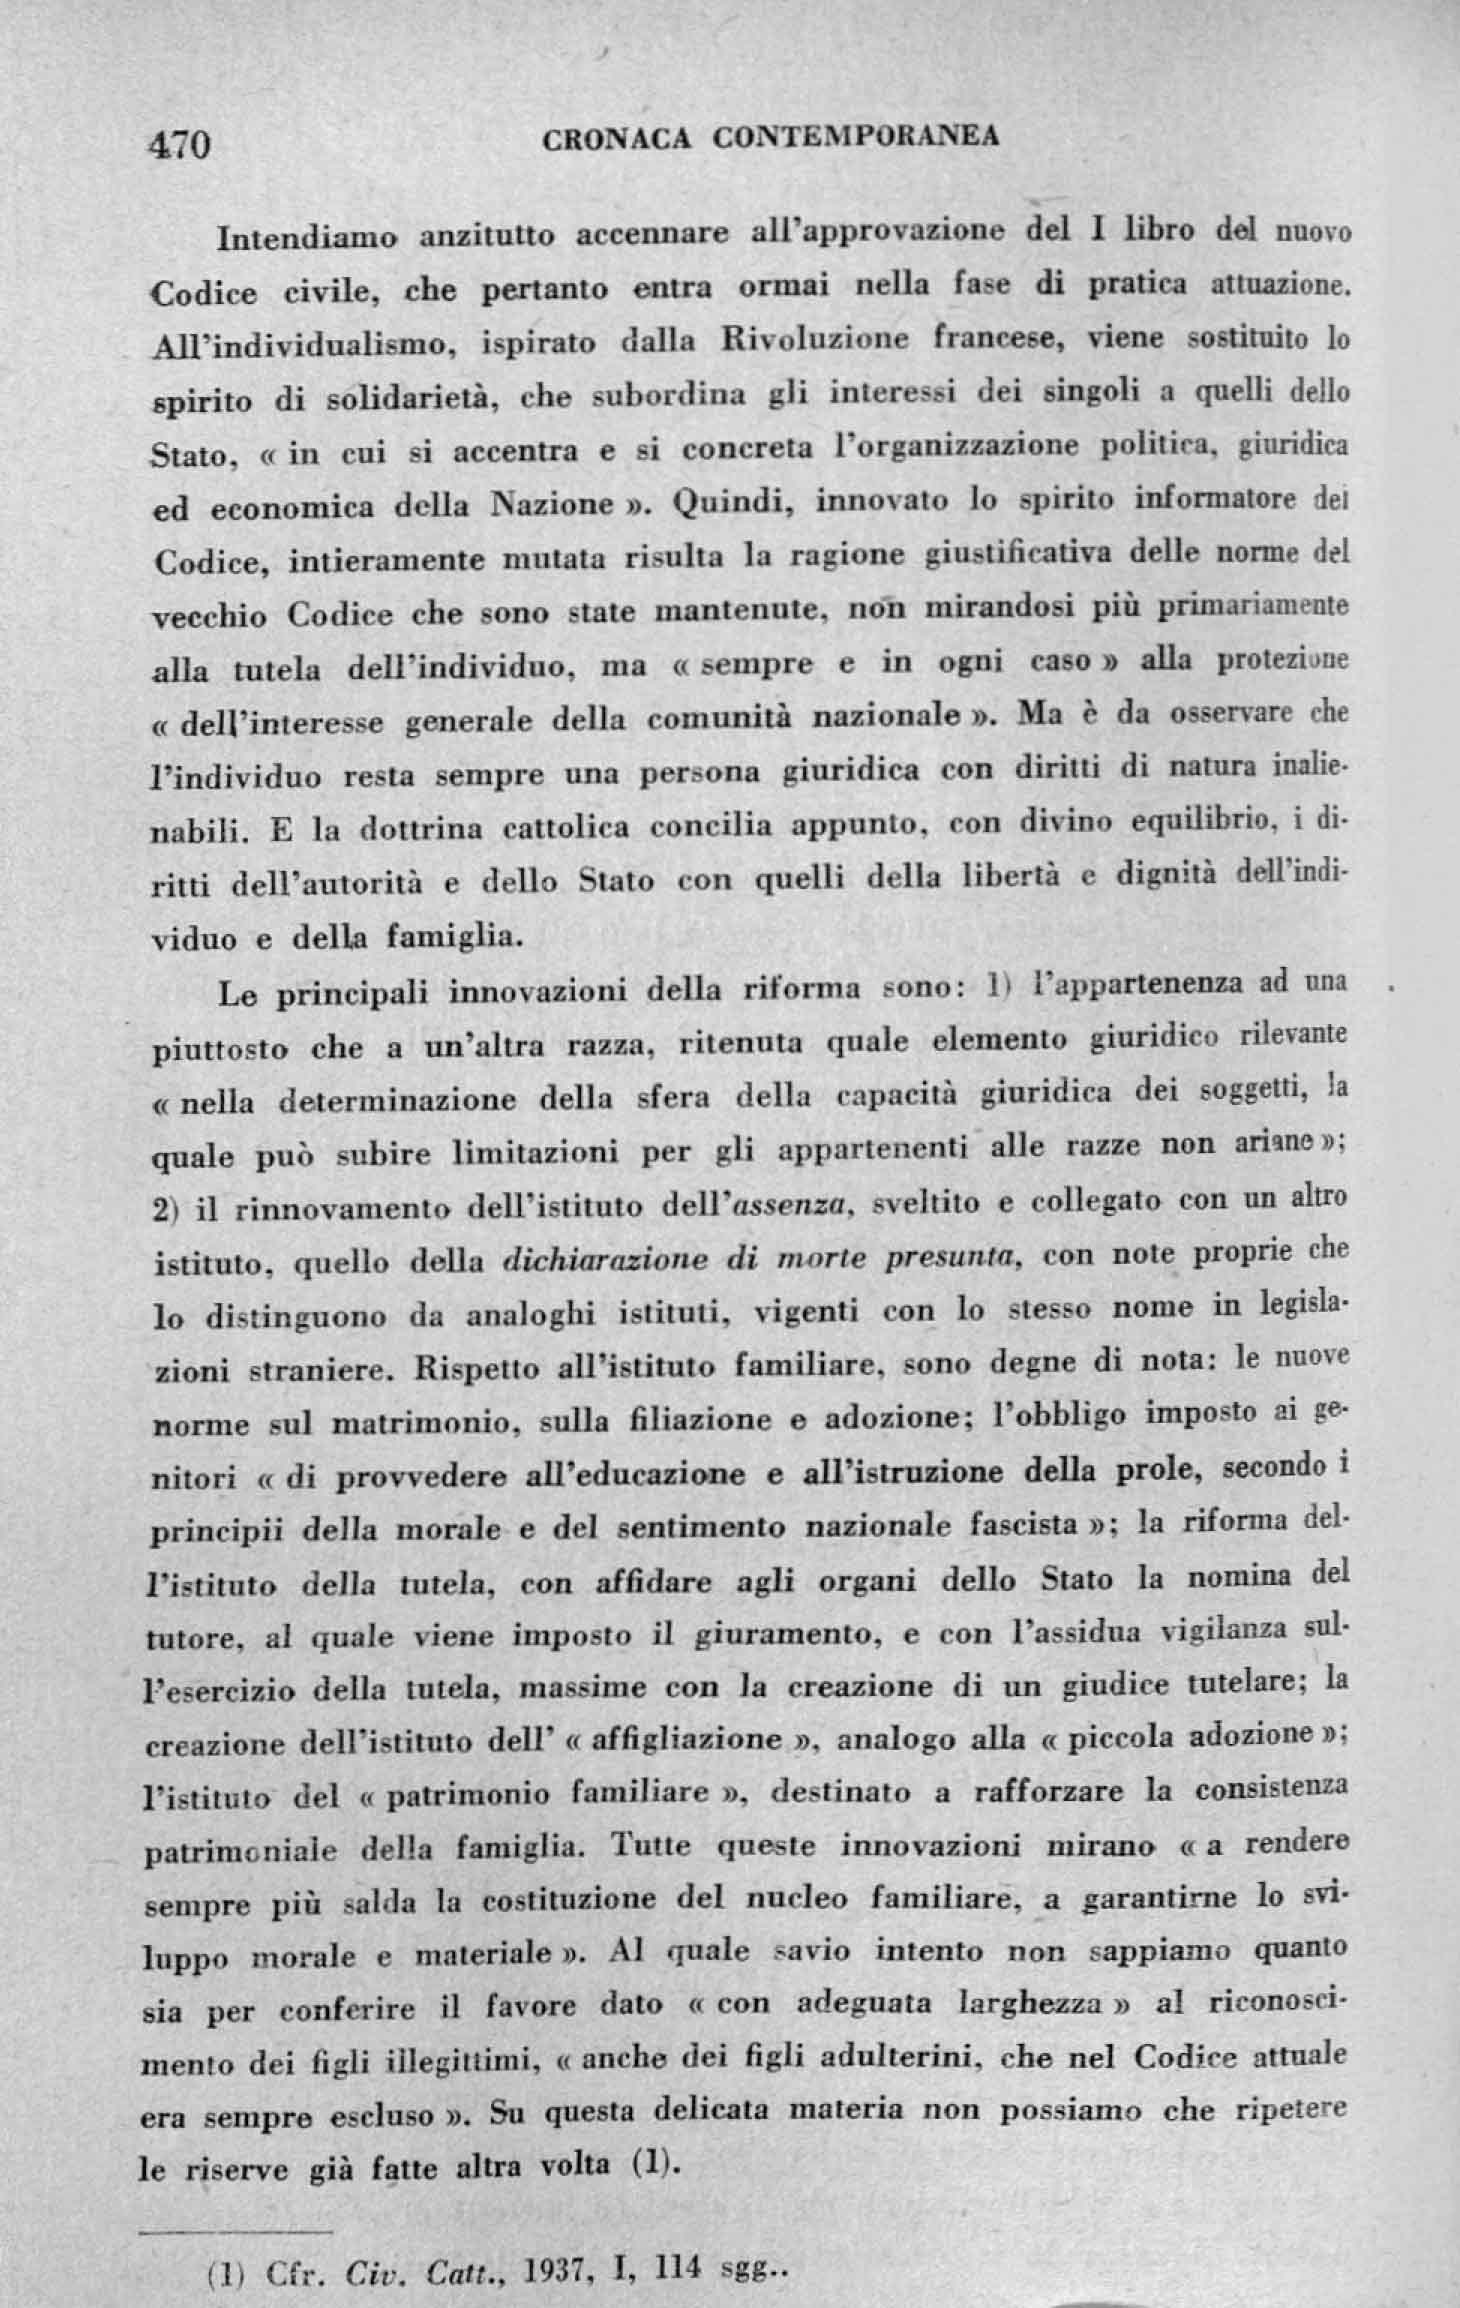 470
CRONACA CONTEMPORANEA
Intendiamo anzitutto accennare all'approvazione del I libro del nuovo
Codice civile, che pertanto entra ormai nella fase di pratica attuazione.
All'individualismo, ispirato dalla Rivoluzione francese, viene sostituito lo
spirito di solidarietà, che subordina gli interessi dei singoli a quelli dello
Stato, « in cui si accentra e si concreta l'organizzazione politica, giuridica
ed economica della Nazione ». Quindi, innovato lo spirito informatore del
Codice, intieramente mutata risulta la ragione giustificativa delle norme del
vecchio Codice che sono state mantenute, non mirandosi più primariamente
alla tutela dell'individuo, ma « sempre e in ogni caso » alla protezione
« dell'interesse generale della comunità nazionale ». Ma è da osservare che
l'individuo resta sempre una persona giuridica con diritti di natura inalie-
nabili. E la dottrina cattolica concilia appunto, con divino equilibrio, i di-
ritti dell'autorità e dello Stato con quelli della libertà e dignità dell'indi-
viduo e della famiglia.
Le principali innovazioni della riforma sono: 1) l'appartenenza ad una
piuttosto che a un'altra razza, ritenuta quale elemento giuridico rilevante
« nella determinazione della sfera della capacità giuridica dei soggetti, la
quale può subire limitazioni per gli appartenenti alle razze non ariane »;
2) il rinnovamento dell'istituto dell'assenza, sveltito e collegato con un altro
istituto, quello della dichiarazione di morte presunta, con note proprie che
lo distinguono da analoghi istituti, vigenti con lo stesso nome in legisla-
zioni straniere. Rispetto all'istituto familiare, sono degne di nota: le nuove
norme sul matrimonio, sulla filiazione e adozione; l'obbligo imposto ai ge-
nitori « di provvedere all'educazione e all'istruzione della prole, secondo i
principii della morale e del sentimento nazionale fascista »; la riforma del-
l'istituto della tutela, con affidare agli organi dello Stato la nomina del
tutore, al quale viene imposto il giuramento, e con l'assidua vigilanza sul-
l'esercizio della tutela, massime con la creazione di un giudice tutelare; la
creazione dell'istituto dell' « affigliazione », analogo alla « piccola adozione »;
l'istituto del « patrimonio familiare », destinato a rafforzare la consistenza
patrimoniale della famiglia. Tutte queste innovazioni mirano « a rendere
sempre più salda la costituzione del nucleo familiare, a garantirne lo svi-
luppo morale e materiale ». Al quale savio intento non sappiamo quanto
sia per conferire il favore dato « con adeguata larghezza » al riconosci-
mento dei figli illegittimi, « anche dei figli adulterini, che nel Codice attuale
era sempre escluso ». Su questa delicata materia non possiamo che ripetere
le riserve già fatte altra volta (1).
(1) Cfr. Civ. Catt., 1937, I, 114 sgg..